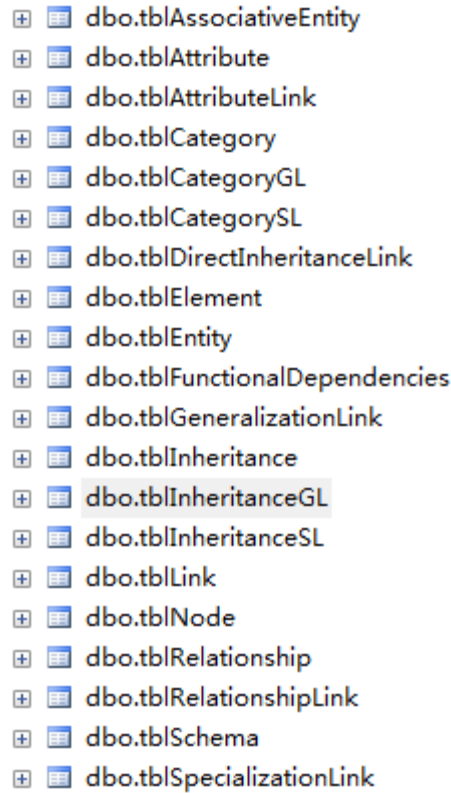 dbo.tblAssociativeEntity
dbo.tblAttribute
dbo.tblAttributeLink
dbo.tblCategory
dbo.tblCategoryGL
dbo.tblCategorySL
dbo.tblDirectInheritanceLink
dbo.tblElement
dbo.tblEntity
dbo.tblFunctionalDependencies
dbo.tblGeneralizationLink
dbo.tblInheritance
dbo.tblInheritanceGL
dbo.tblInheritanceSL
dbo.tblLink
dbo.tblNode
dbo.tblRelationship
dbo.tblRelationshipLink
dbo.tblSchema
dbo.tblSpecializationLink